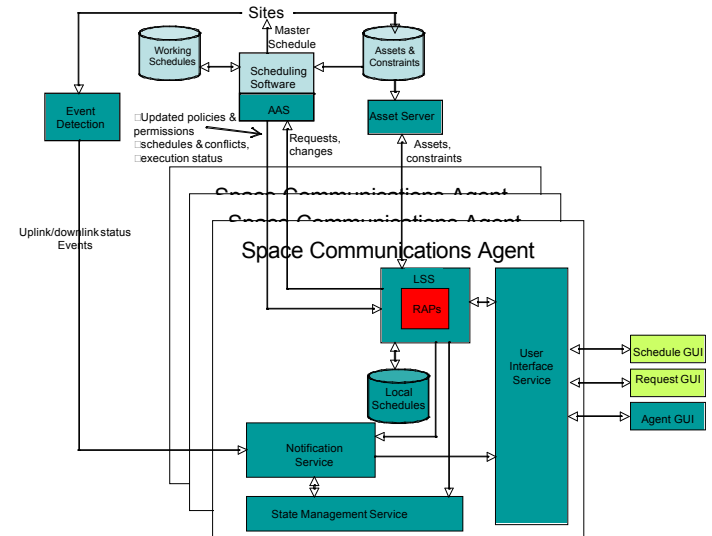 Sites
Master
Schedule
Working
Schedules
Assets &
Constraints
Scheduling
Software
AAS
Event
Detection
Asset Server
□Updated policies &
permissions
□schedules & conflicts,
□execution status
Requests,
changes
Assets,
constraints
Space Communications Agent
Space Communications Agent
Uplink/downlink status
Events
Space Communications Agent
LSS
RAPs
User
Interface
Service
Schedule GUI
Request GUI
Agent GUI
Local
Schedules
Notification
Service
State Management Service